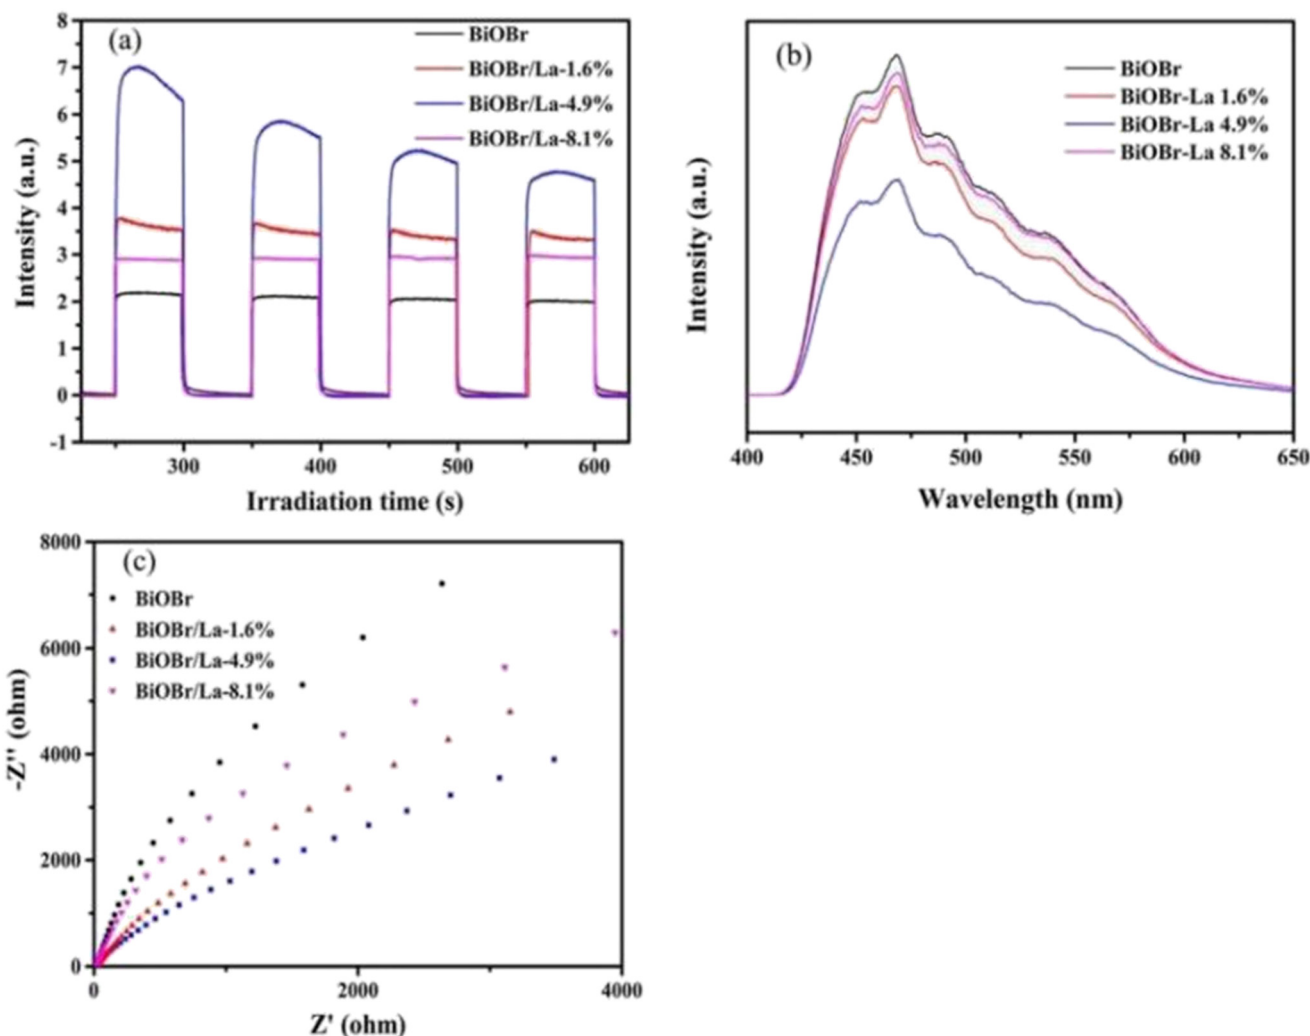 (a)
BiOBr
BiOBr/La-1.6%
BiOBr/La-4.9%
BiOBr/La-8.1%
8
7
6
5
4
3
2
1
0
-1
Intensity (a.u.)
300
400
500
600
Irradiation time (s)
(b)
BiOBr
BiOBr-La 1.6%
BiOBr-La 4.9%
BiOBr-La 8.1%
Intensity (a.u.)
400
450
500
550
600
650
Wavelength (nm)
(c)
BiOBr
BiOBr/La-1.6%
BiOBr/La-4.9%
BiOBr/La-8.1%
8000
6000
4000
2000
0
-Z'' (ohm)
0
2000
4000
Z' (ohm)